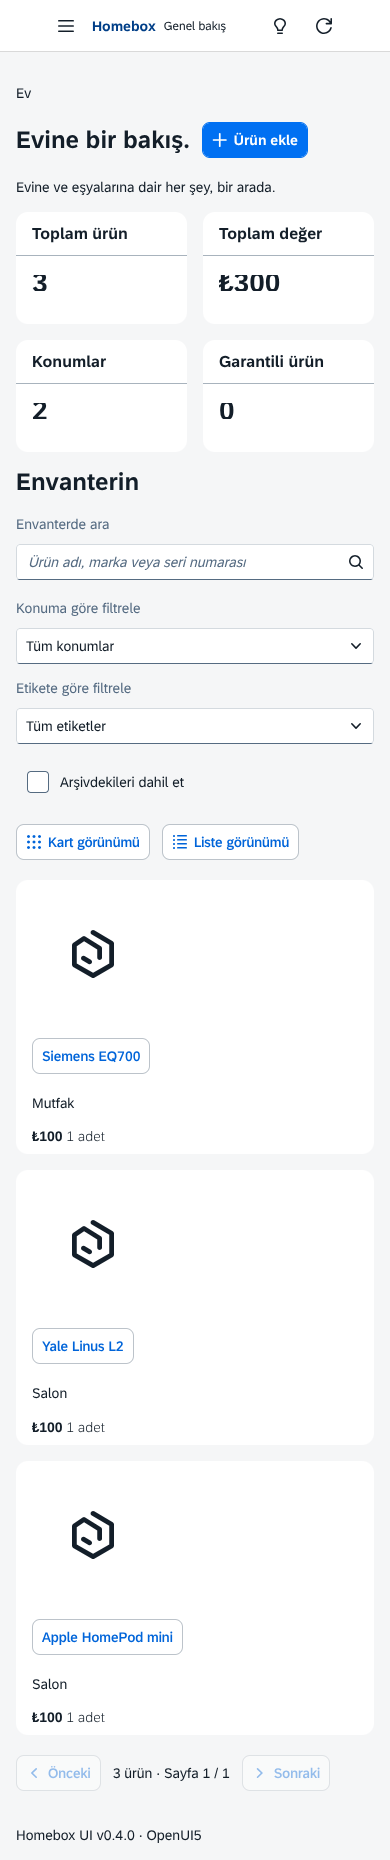 Homebox Genel bakış
Ev
Evine bir bakış.
Ürün ekle
Evine ve eşyalarına dair her şey, bir arada.
Toplam ürün
3
Toplam değer
₺300
Konumlar
2
Garantili ürün
0
Envanterin
Envanterde ara
Ürün adı, marka veya seri numarası
Konuma göre filtrele
Tüm konumlar
Etikete göre filtrele
Tüm etiketler
Arşivdekileri dahil et
Kart görünümü
Liste görünümü
Siemens EQ700
Mutfak
₺100 1 adet
Yale Linus L2
Salon
₺100 1 adet
Apple HomePod mini
Salon
₺100 1 adet
Önceki 3 ürün · Sayfa 1 / 1 Sonraki
Homebox UI v0.4.0 · OpenUI5